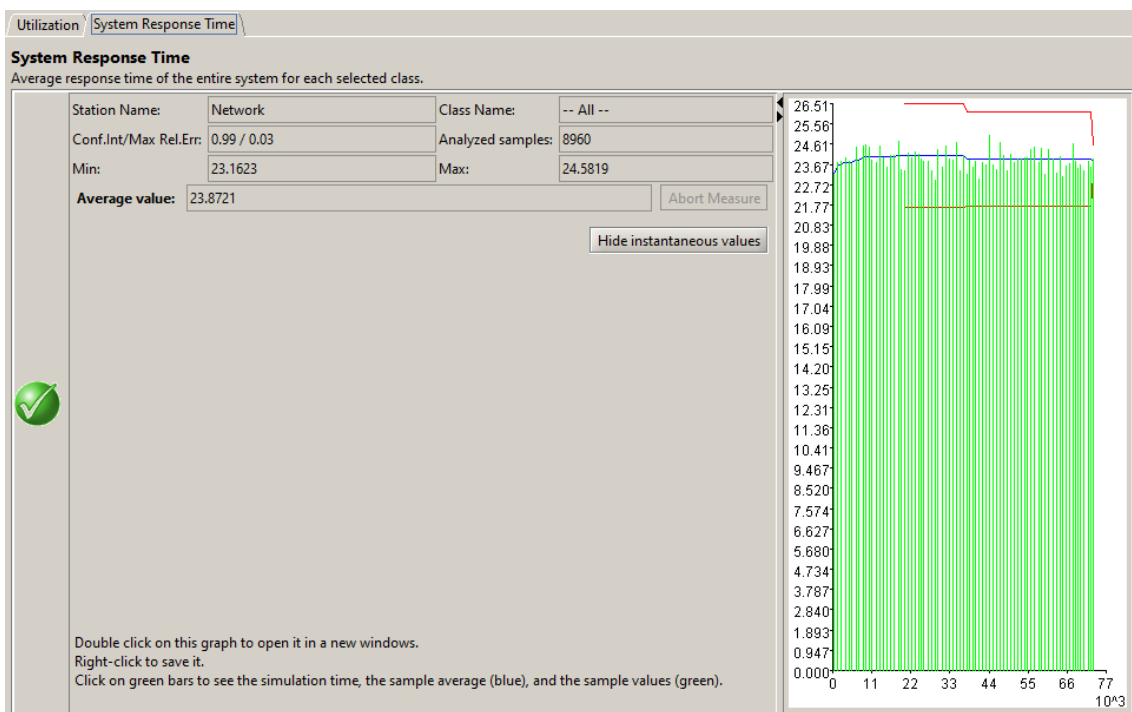 Utilization System Response Time
System Response Time
Average response time of the entire system for each selected class.
Station Name: Network Class Name: -- All --
Conf.Int/Max Rel.Err: 0.99 / 0.03 Analyzed samples: 8960
Min: 23.1623 Max: 24.5819
Average value: 23.8721 Abort Measure
Hide instantaneous values
Double click on this graph to open it in a new windows.
Right-click to save it.
Click on green bars to see the simulation time, the sample average (blue), and the sample values (green).
26.51
25.56
24.61
23.67
22.72
21.77
20.83
19.88
18.93
17.99
17.04
16.09
15.15
14.20
13.25
12.31
11.36
10.41
9.467
8.520
7.574
6.627
5.680
4.734
3.787
2.840
1.893
0.947
0.000
0 11 22 33 44 55 66 77
10^3